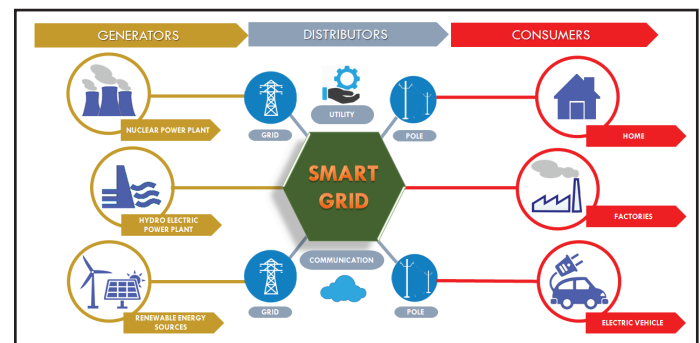 GENERATORS
DISTRIBUTORS
CONSUMERS
UTILITY
NUCLEAR POWER PLANT
GRID
POLE
HOME
SMART
GRID
HYDRO ELECTRIC
POWER PLANT
FACTORIES
COMMUNICATION
RENEWABLE ENERGY
SOURCES
GRID
POLE
ELECTRIC VEHICLE